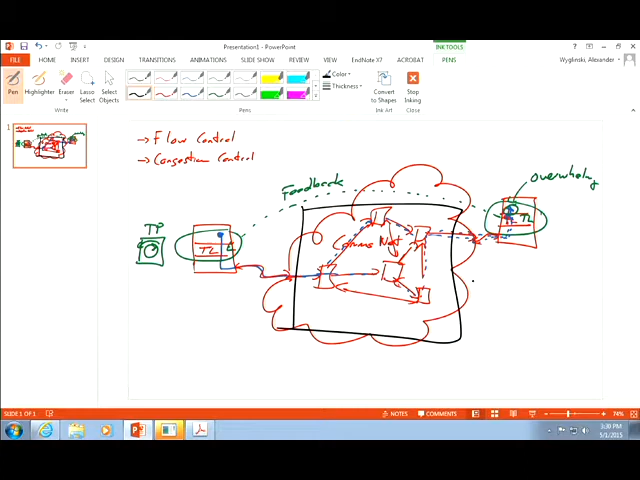 Presentation1 - PowerPoint
INK TOOLS
Wyglinski, Alexander
FILE HOME INSERT DESIGN TRANSITIONS ANIMATIONS SLIDE SHOW REVIEW VIEW EndNote X7 ACROBAT PENS
Pen Highlighter Eraser Lasso Select Select Objects
Color
Thickness
Convert to Shapes
Stop Inking
Write Pens Ink Art Close
1
→ Flow Control
→ Congestion Control
Feedback
overwhelming
TP
TL
TL
Comms Net
SLIDE 1 OF 1
NOTES COMMENTS
74%
3:30 PM
5/1/2015